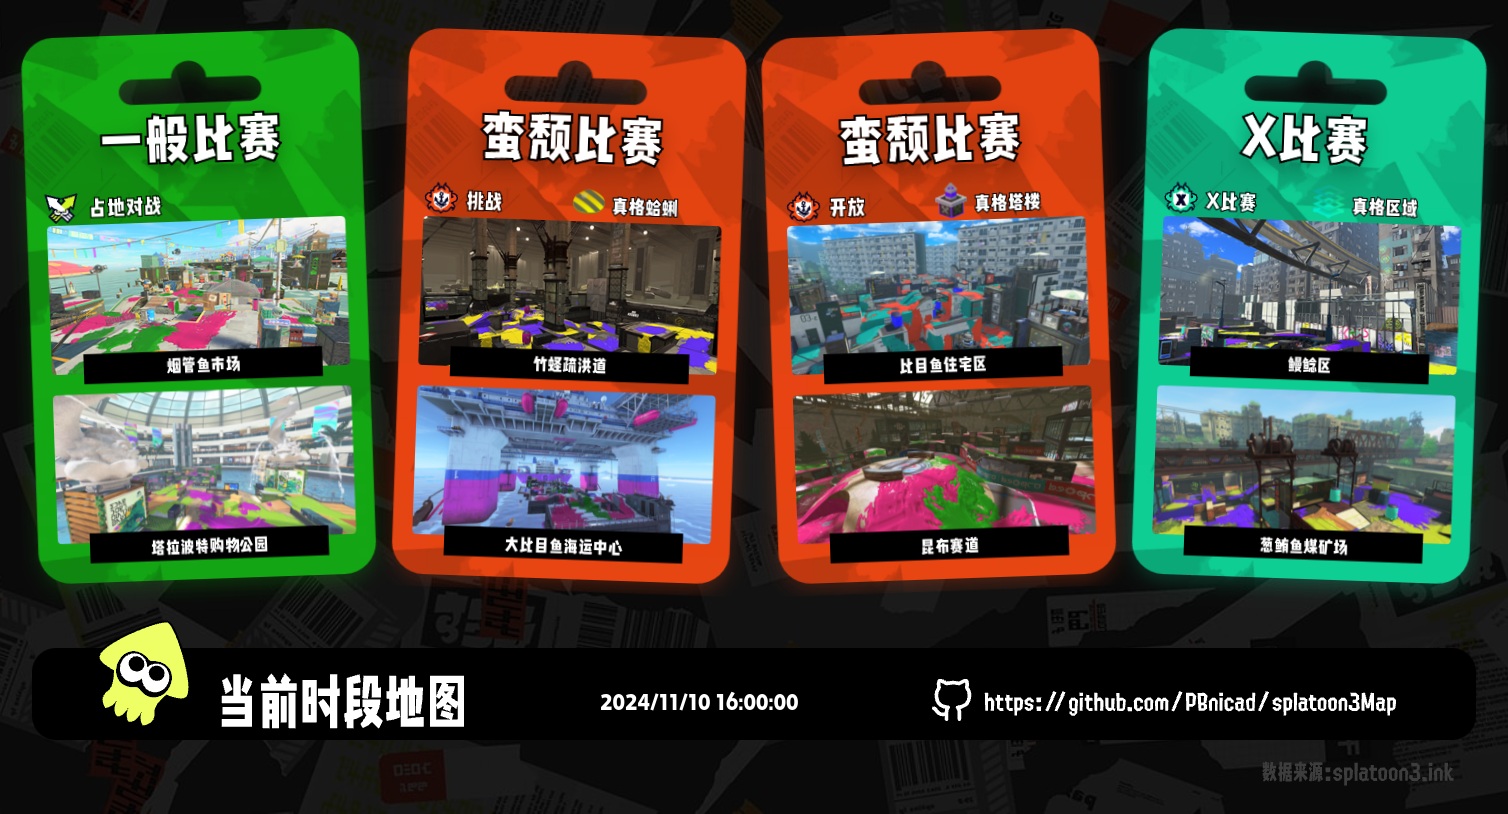 一般比赛
占地对战
烟管鱼市场
塔拉波特购物公园
蛮颓比赛
挑战
真格蛤蜊
竹蛏疏洪道
大比目鱼海运中心
蛮颓比赛
开放
真格塔楼
比目鱼住宅区
昆布赛道
X比赛
X比赛
真格区域
鳗鲶区
葱鲔鱼煤矿场
当前时段地图
2024/11/10 16:00:00
https://github.com/PBnicad/splatoon3Map
数据来源:splatoon3.ink